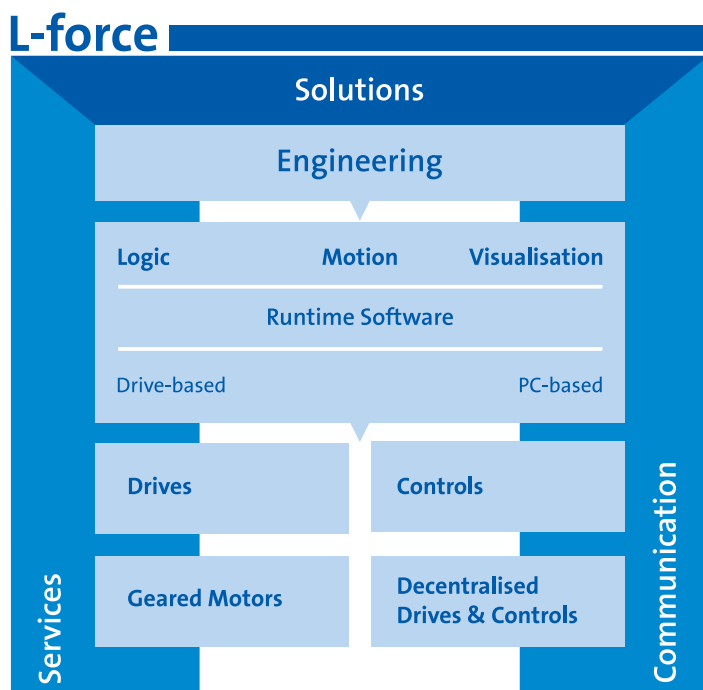 L-force
Solutions
Engineering
Logic Motion Visualisation
Runtime Software
Drive-based PC-based
Drives
Controls
Geared Motors
Decentralised
Drives & Controls
Services
Communication